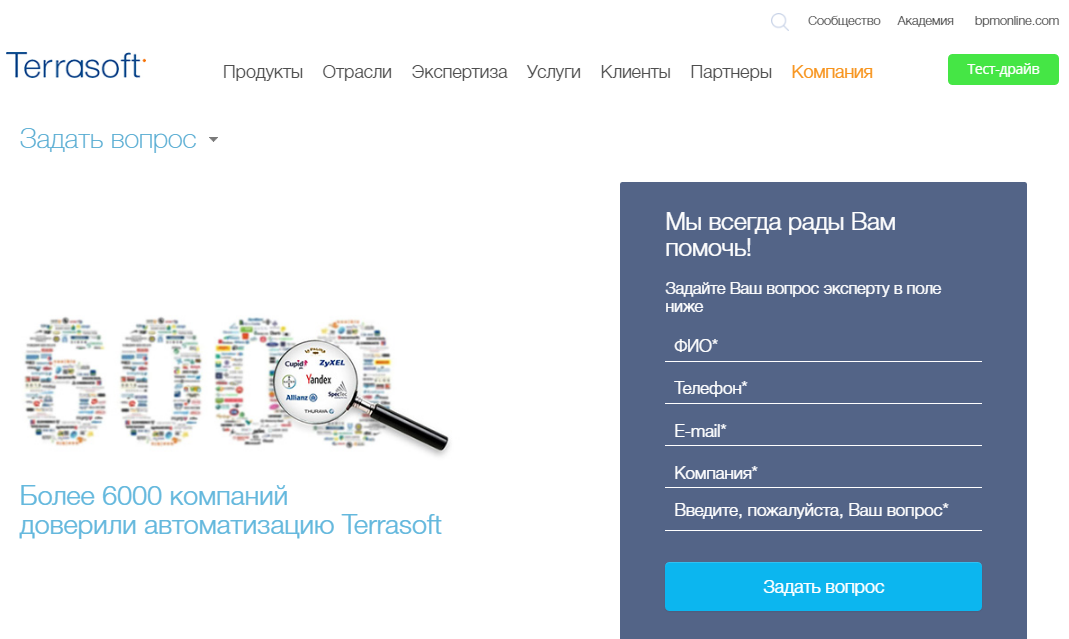 Сообщество Академия bpmonline.com
Terrasoft
Продукты Отрасли Экспертиза Услуги Клиенты Партнеры Компания
Тест-драйв
Задать вопрос
6000
Cupid
ZyXEL
Yandex
BAYER
SpecTec
Allianz
THURAYA
Более 6000 компаний
доверили автоматизацию Terrasoft
Мы всегда рады Вам
помочь!
Задайте Ваш вопрос эксперту в поле
ниже
ФИО*
Телефон*
E-mail*
Компания*
Введите, пожалуйста, Ваш вопрос*
Задать вопрос